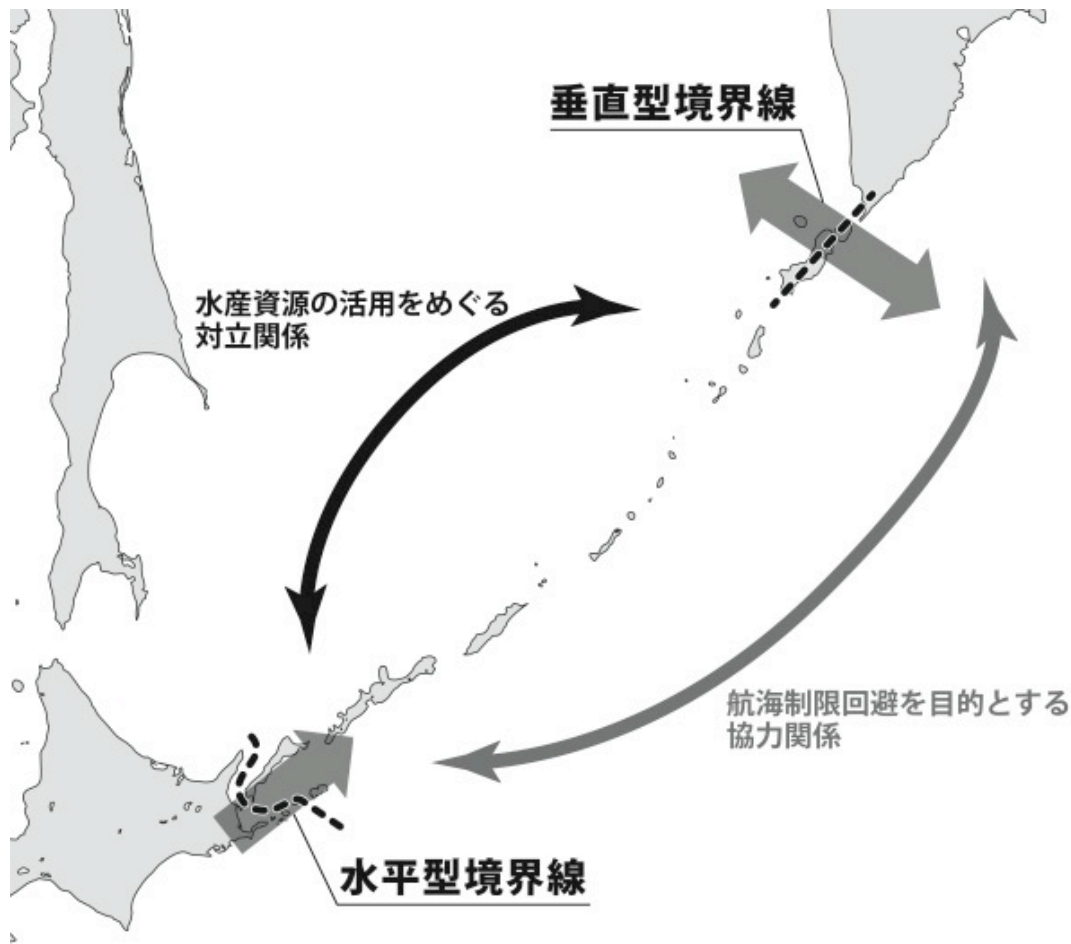 垂直型境界線
水産資源の活用をめぐる
対立関係
航海制限回避を目的とする
協力関係
水平型境界線